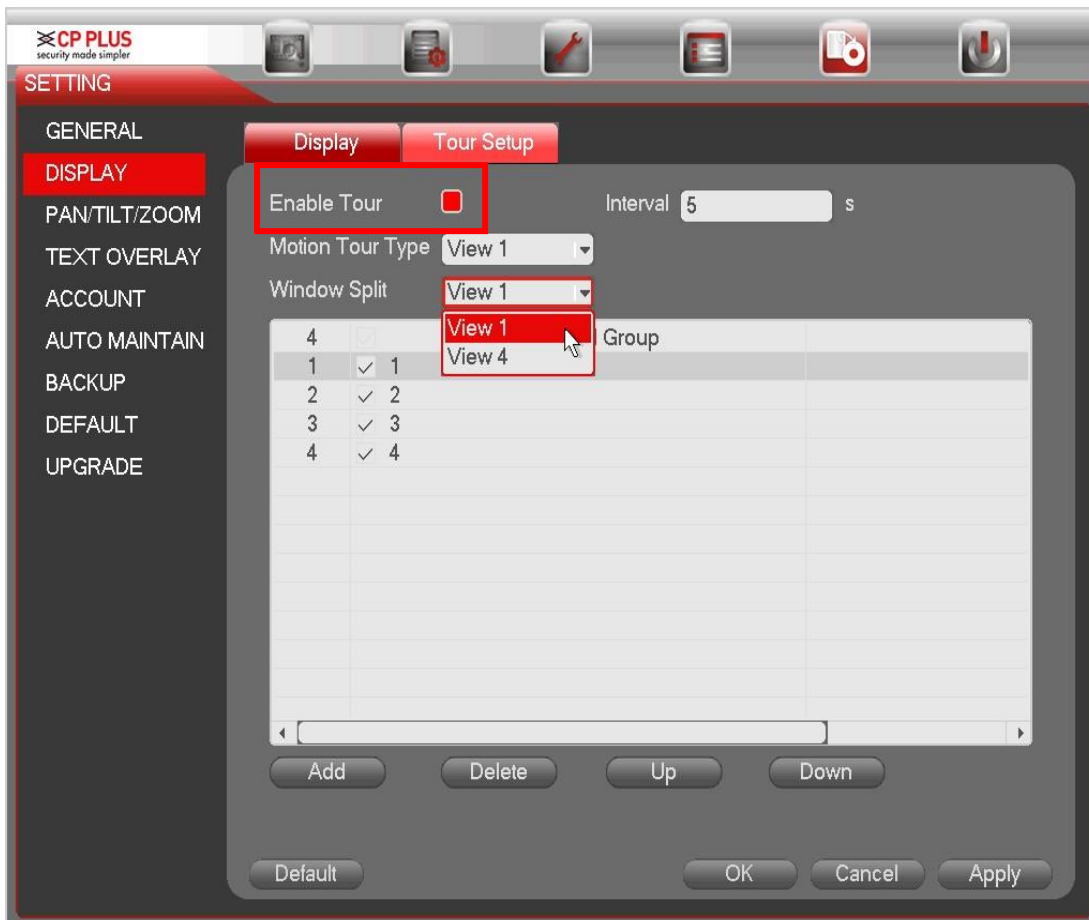 CP PLUS
security made simpler
SETTING
GENERAL
DISPLAY
PAN/TILT/ZOOM
TEXT OVERLAY
ACCOUNT
AUTO MAINTAIN
BACKUP
DEFAULT
UPGRADE
Display Tour Setup
Enable Tour Interval 5 s
Motion Tour Type View 1
Window Split View 1
View 1
View 4
4 Group
1 1
2 2
3 3
4 4
Add Delete Up Down
Default OK Cancel Apply